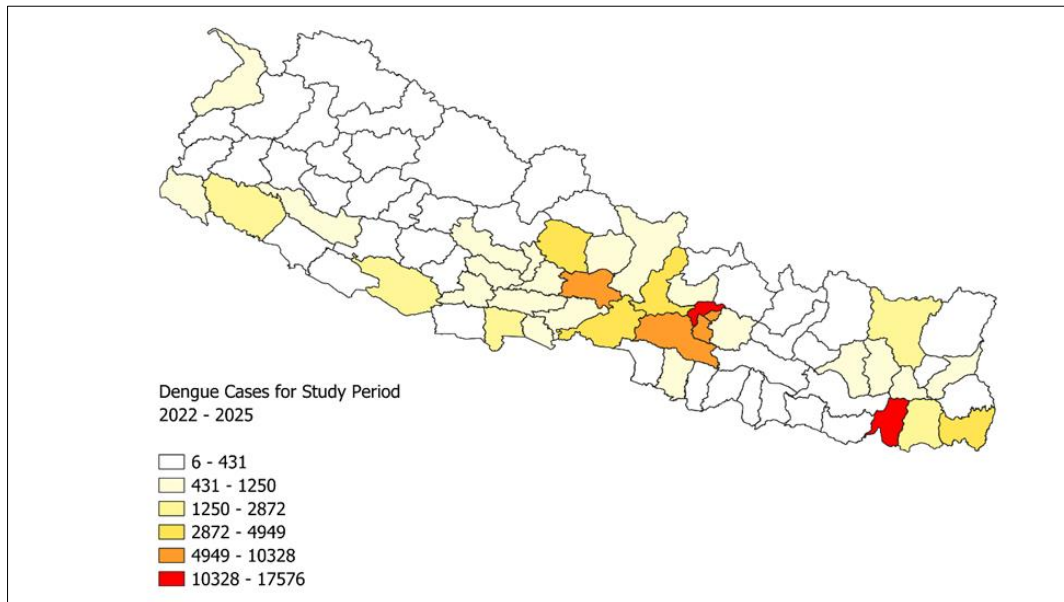 Dengue Cases for Study Period
2022 - 2025
6 - 431
431 - 1250
1250 - 2872
2872 - 4949
4949 - 10328
10328 - 17576